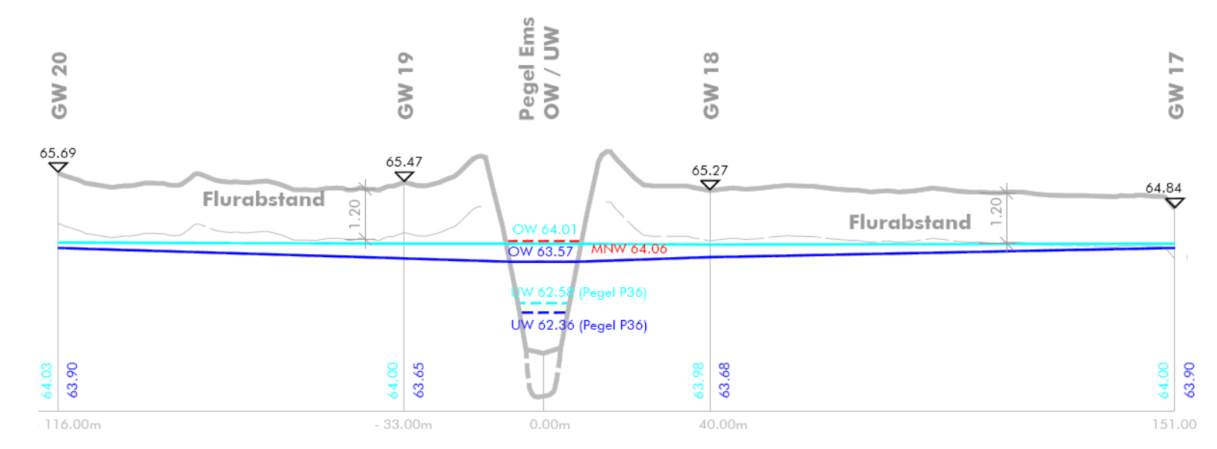 GW 20
GW 19
Pegel Ems
OW / UW
GW 18
GW 17
65.69
65.47
65.27
64.84
Flurabstand
1.20
Flurabstand
1.20
OW 64.01
MNW 64.06
OW 63.57
UW 62.58 (Pegel P36)
UW 62.36 (Pegel P36)
64.03
63.90
64.00
63.65
63.98
63.68
64.00
63.90
116.00m
- 33.00m
0.00m
40.00m
151.00